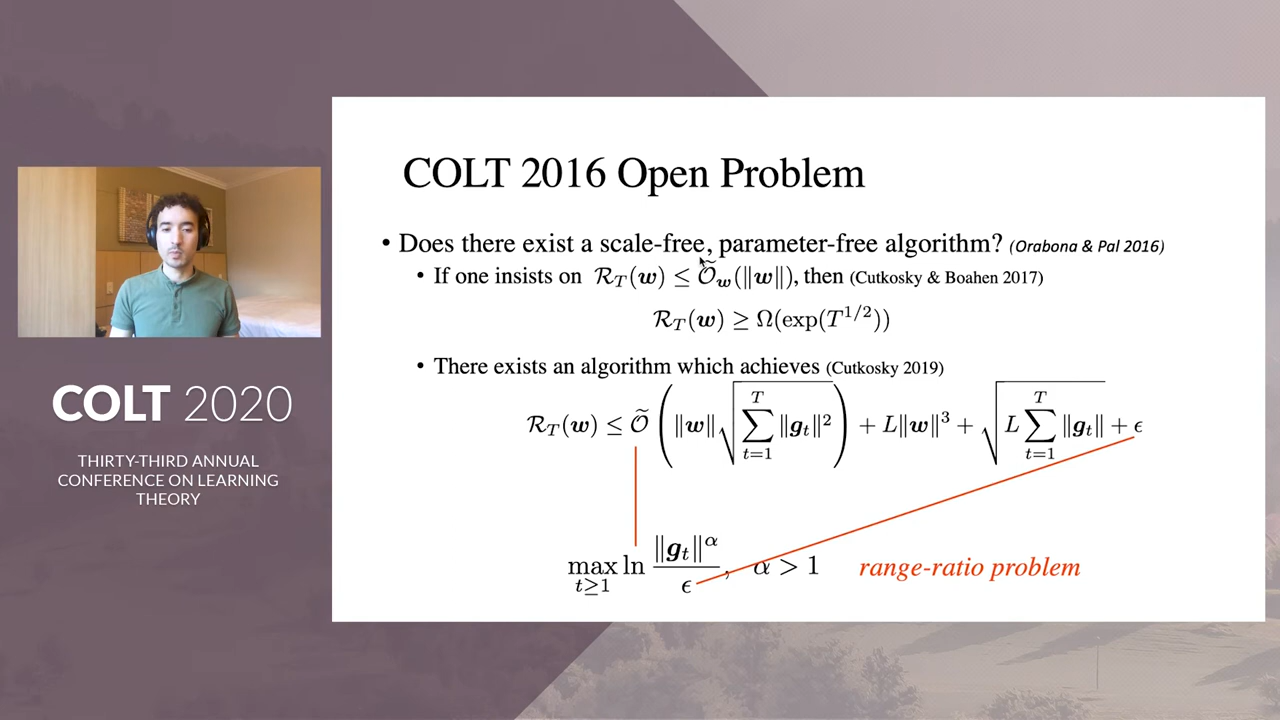 COLT 2016 Open Problem
• Does there exist a scale-free, parameter-free algorithm? (Orabona & Pal 2016)
• If one insists on R_T(w) ≤ Õ_w(‖w‖), then (Cutkosky & Boahen 2017)
R_T(w) ≥ Ω(exp(T^{1/2}))
• There exists an algorithm which achieves (Cutkosky 2019)
R_T(w) ≤ Õ(‖w‖√(∑_{t=1}^{T} ‖g_t‖²)) + L‖w‖³ + √(L∑_{t=1}^{T} ‖g_t‖) + ϵ
max_{t≥1} ln ‖g_t‖^α / ϵ, α > 1 range-ratio problem
COLT 2020
THIRTY-THIRD ANNUAL
CONFERENCE ON LEARNING
THEORY